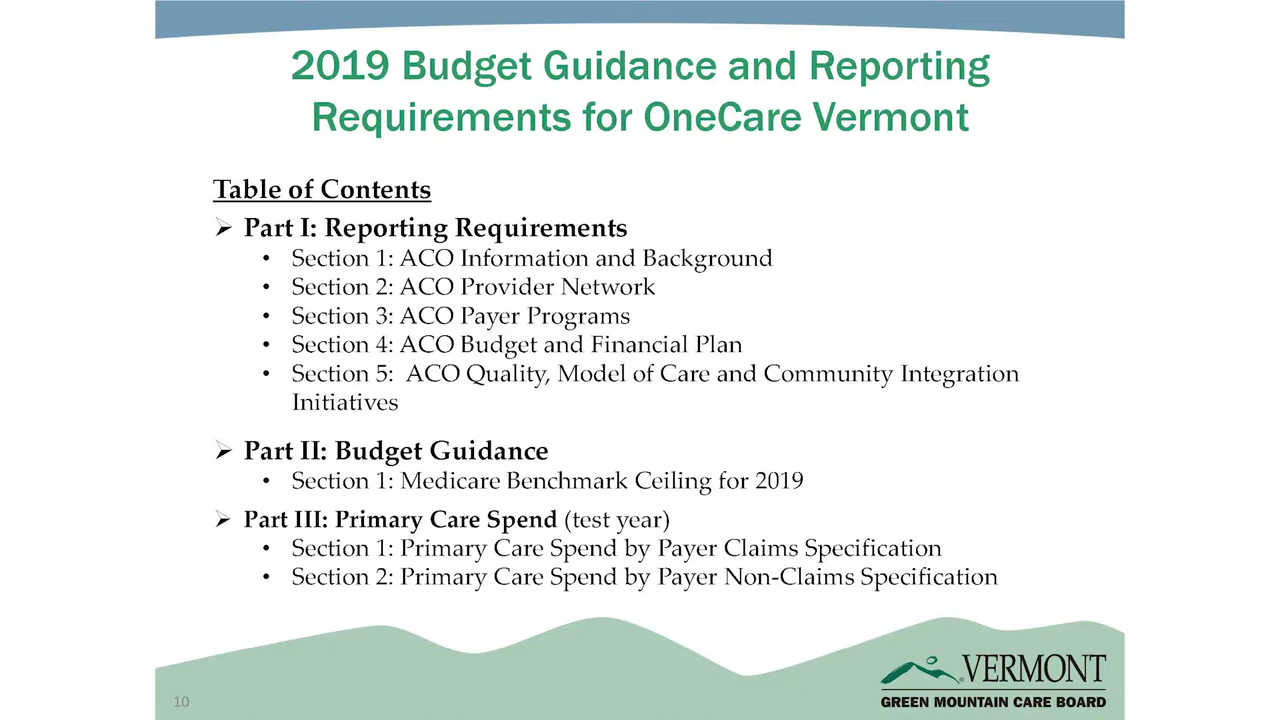 2019 Budget Guidance and Reporting
Requirements for OneCare Vermont
Table of Contents
➢ Part I: Reporting Requirements
• Section 1: ACO Information and Background
• Section 2: ACO Provider Network
• Section 3: ACO Payer Programs
• Section 4: ACO Budget and Financial Plan
• Section 5:  ACO Quality, Model of Care and Community Integration
Initiatives
➢ Part II: Budget Guidance
• Section 1: Medicare Benchmark Ceiling for 2019
➢ Part III: Primary Care Spend (test year)
• Section 1: Primary Care Spend by Payer Claims Specification
• Section 2: Primary Care Spend by Payer Non-Claims Specification
10
VERMONT
GREEN MOUNTAIN CARE BOARD